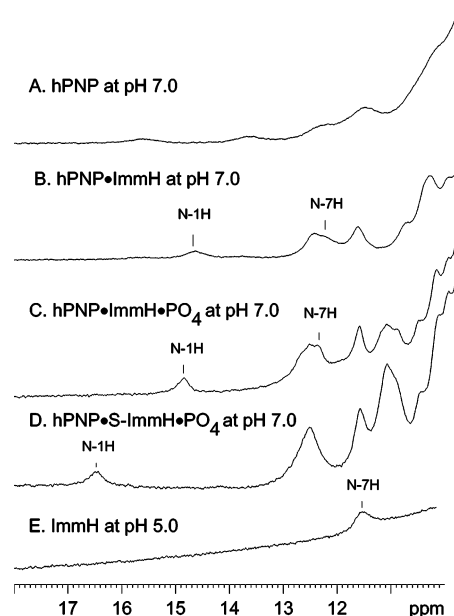 A. hPNP at pH 7.0
B. hPNP•ImmH at pH 7.0
N-1H
N-7H
C. hPNP•ImmH•PO4 at pH 7.0
N-1H
N-7H
D. hPNP•S-ImmH•PO4 at pH 7.0
N-1H
N-7H
E. ImmH at pH 5.0
17 16 15 14 13 12 ppm